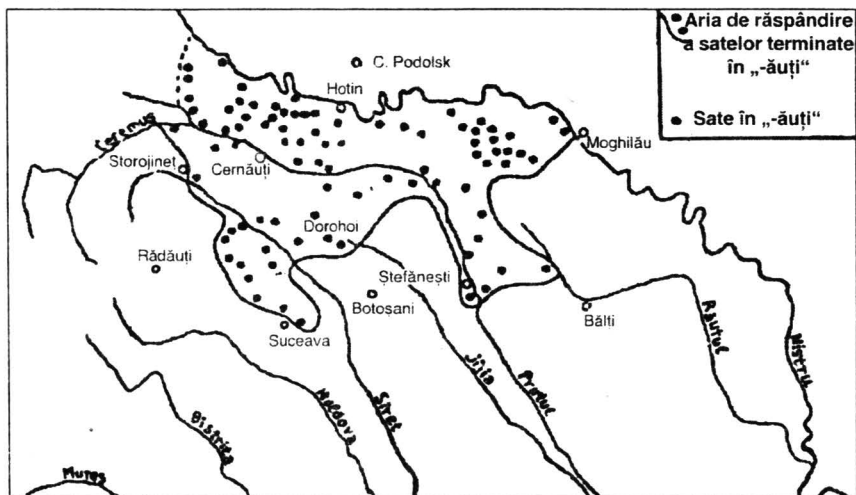 Aria de răspândire
a satelor terminate
în „-ăuți“
Sate în „-ăuți“
C. Podolsk
Hotin
Moghilău
Ceremuș
Storojineț
Cernăuți
Dorohoi
Rădăuți
Ștefănești
Botoșani
Bălți
Suceava
Răutul
Nistrul
Jijia
Prutul
Siret
Moldova
Bistrița
Mureș